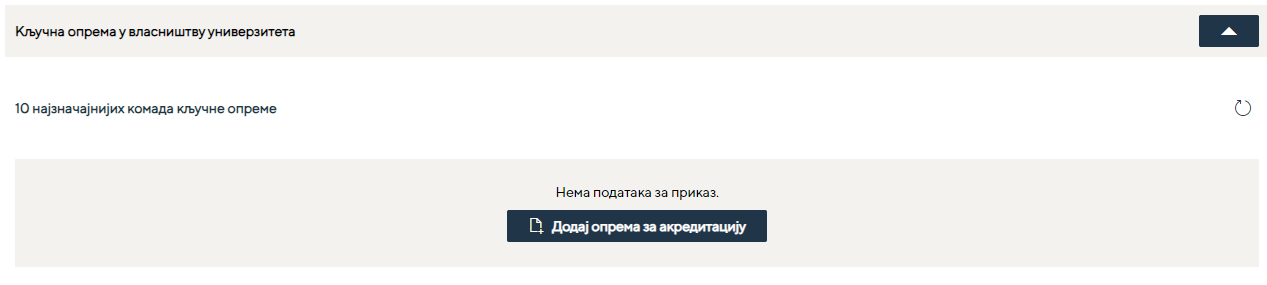 Кључна опрема у власништву универзитета
10 најзначајнијих комада кључне опреме
Нема података за приказ.
Додај опрема за акредитацију